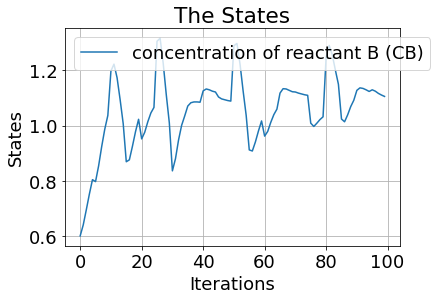 The States
concentration of reactant B (CB)
States
1.2
1.0
0.8
0.6
0 20 40 60 80 100
Iterations